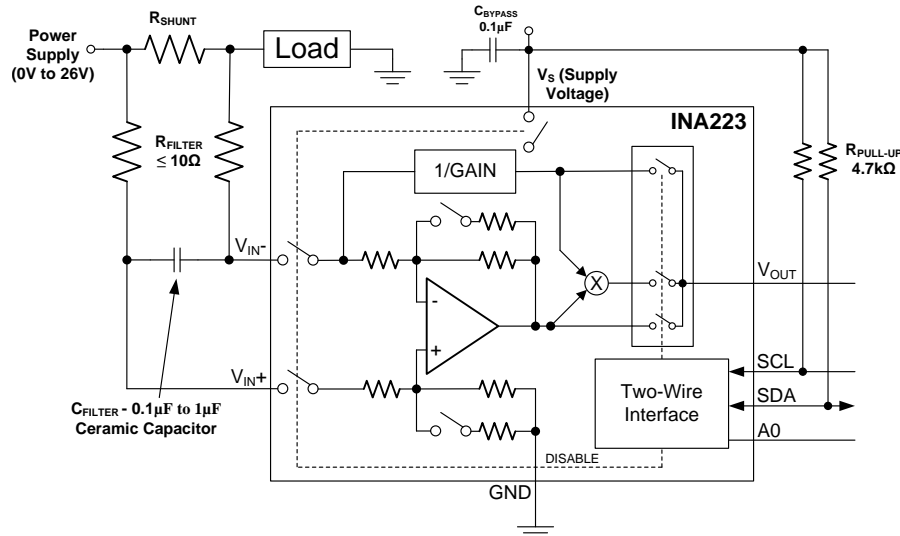 Power
Supply
(0V to 26V)
RSHUNT
Load
CBYPASS
0.1µF
VS (Supply
Voltage)
INA223
RFILTER
≤ 10Ω
1/GAIN
RPULL-UP
4.7kΩ
VIN-
-
+
X
VOUT
VIN+
CFILTER - 0.1µF to 1µF
Ceramic Capacitor
Two-Wire
Interface
SCL
SDA
A0
DISABLE
GND